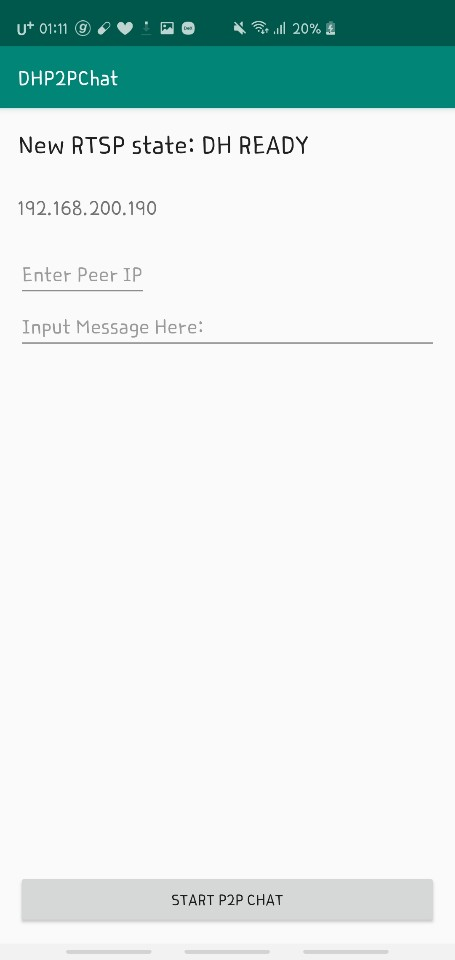 U+ 01:11 20%
DHP2PChat
New RTSP state: DH READY
192.168.200.190
Enter Peer IP
Input Message Here:
START P2P CHAT